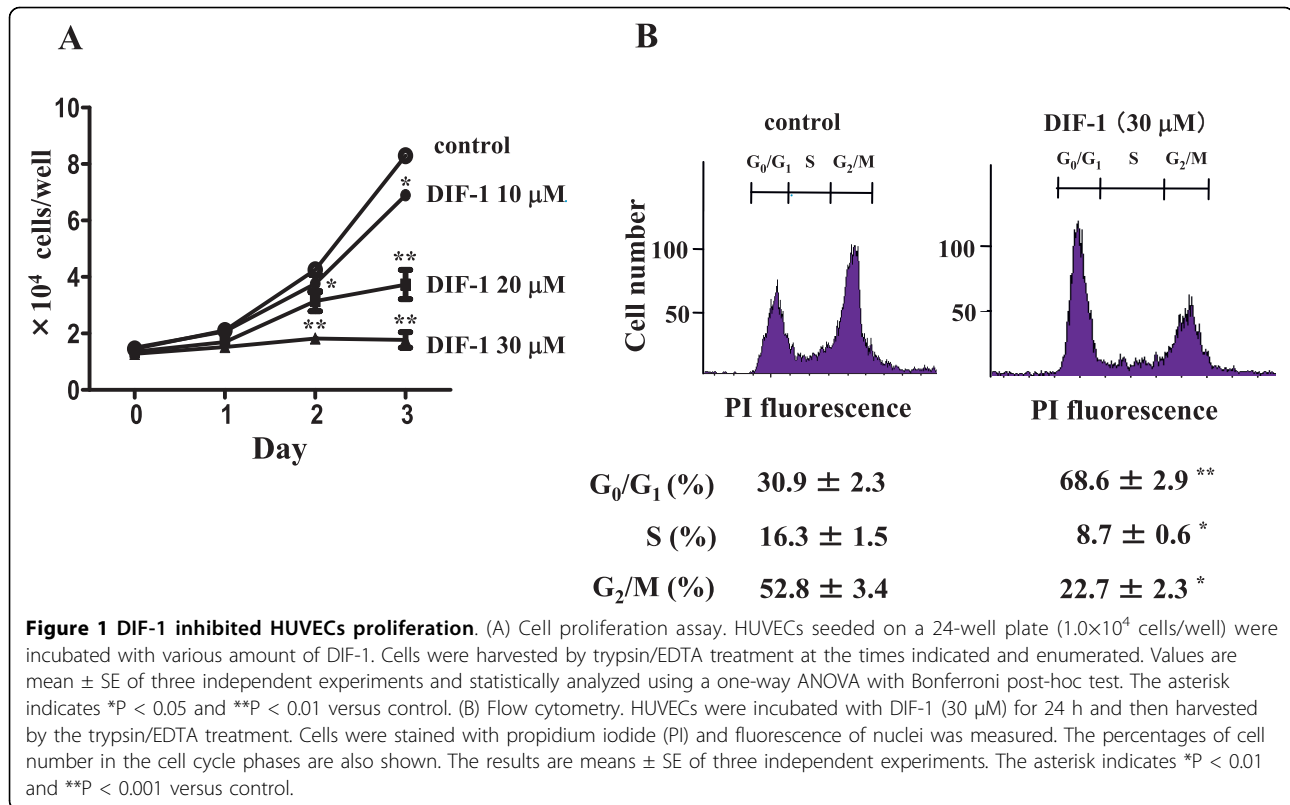 A
10
8
6
4
2
0
× 10⁴ cells/well
0 1 2 3
Day
control
*
DIF-1 10 μM
**
*
DIF-1 20 μM
**
**
DIF-1 30 μM
B
control
G₀/G₁ S G₂/M
100
50
Cell number
PI fluorescence
DIF-1 (30 μM)
G₀/G₁ S G₂/M
100
50
PI fluorescence
G₀/G₁ (%) 30.9 ± 2.3 68.6 ± 2.9 **
S (%) 16.3 ± 1.5 8.7 ± 0.6 *
G₂/M (%) 52.8 ± 3.4 22.7 ± 2.3 *
Figure 1 DIF-1 inhibited HUVECs proliferation. (A) Cell proliferation assay. HUVECs seeded on a 24-well plate (1.0×10⁴ cells/well) were
incubated with various amount of DIF-1. Cells were harvested by trypsin/EDTA treatment at the times indicated and enumerated. Values are
mean ± SE of three independent experiments and statistically analyzed using a one-way ANOVA with Bonferroni post-hoc test. The asterisk
indicates *P < 0.05 and **P < 0.01 versus control. (B) Flow cytometry. HUVECs were incubated with DIF-1 (30 μM) for 24 h and then harvested
by the trypsin/EDTA treatment. Cells were stained with propidium iodide (PI) and fluorescence of nuclei was measured. The percentages of cell
number in the cell cycle phases are also shown. The results are means ± SE of three independent experiments. The asterisk indicates *P < 0.01
and **P < 0.001 versus control.